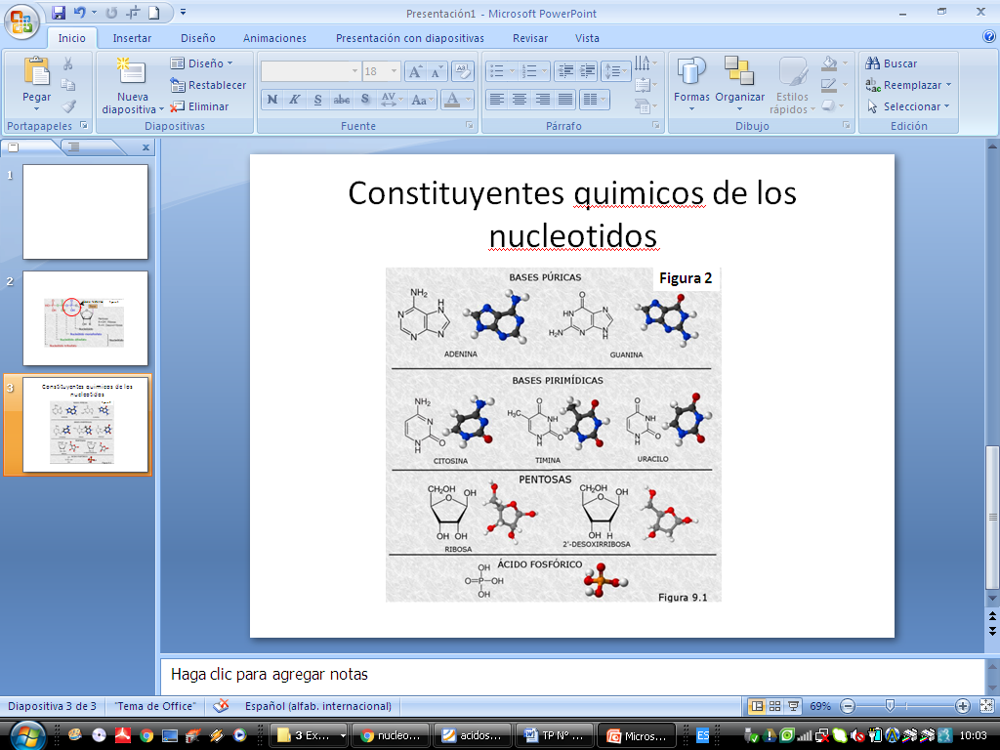 Presentación1 - Microsoft PowerPoint
Inicio Insertar Diseño Animaciones Presentación con diapositivas Revisar Vista
Pegar
Portapapeles
Nueva diapositiva
Diseño
Restablecer
Eliminar
Diapositivas
18
N K S abc S AV Aa A
Fuente
Párrafo
Formas Organizar Estilos rápidos
Dibujo
Buscar
Reemplazar
Seleccionar
Edición
1
2
3
Constituyentes quimicos de los
nucleotidos
Constituyentes quimicos de los
nucleotidos
BASES PÚRICAS Figura 2
NH₂ H N N N N
O HN H₂N N N N H
ADENINA GUANINA
BASES PIRIMÍDICAS
NH₂ N N O H
O H₃C NH N O H
O NH N O H
CITOSINA TIMINA URACILO
PENTOSAS
CH₂OH OH O OH OH
CH₂OH OH O OH H
RIBOSA 2'-DESOXIRRIBOSA
ÁCIDO FOSFÓRICO
OH
O=P—OH
OH
Figura 9.1
Haga clic para agregar notas
Diapositiva 3 de 3 "Tema de Office" Español (alfab. internacional) 69%
3 Ex... nucleo... acidos... TP N° ... Micros... ES 10:03